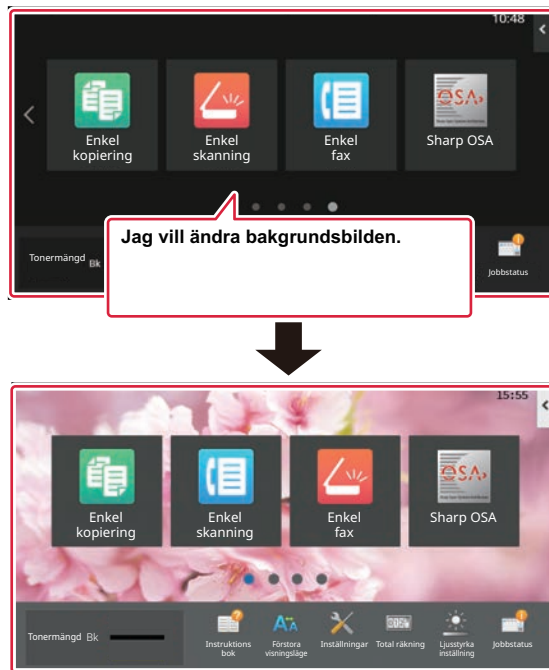 10:48
Enkel
kopiering
Enkel
skanning
Enkel
fax
Sharp OSA
OSA
Jag vill ändra bakgrundsbilden.
Tonermängd Bk
Jobbstatus
15:55
Enkel
kopiering
Enkel
skanning
Enkel
fax
Sharp OSA
OSA
Tonermängd Bk
Instruktions
bok
Förstora
visningsläge
Inställningar
Total räkning
Ljusstyrka
inställning
Jobbstatus